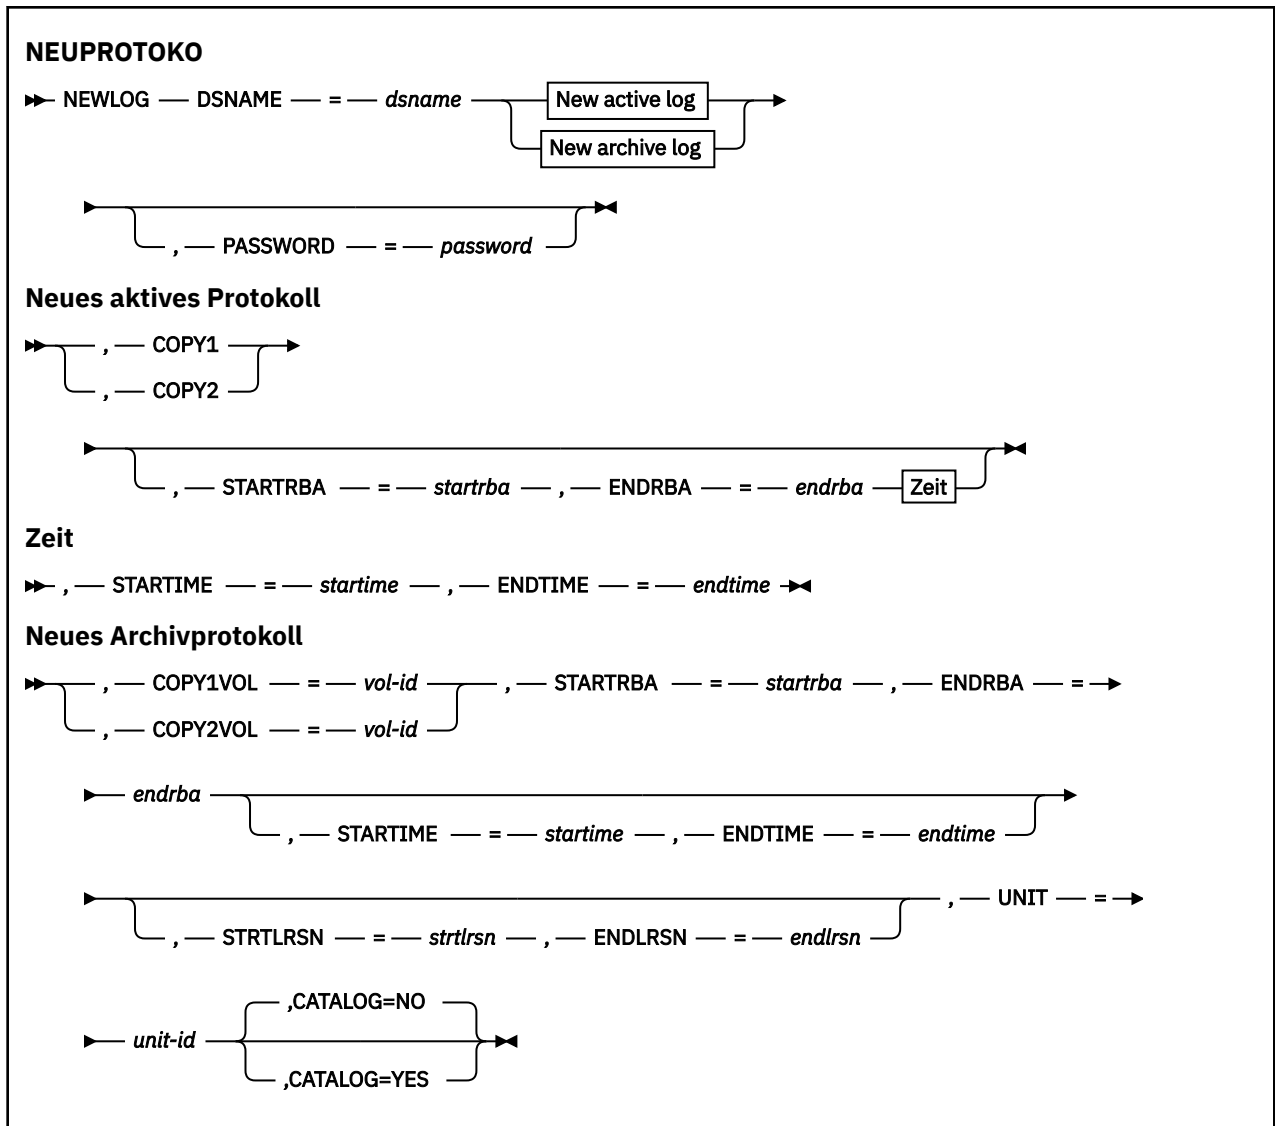 NEUPROTOKO
NEWLOG DSNAME = dsname New active log
New archive log
, PASSWORD = password
Neues aktives Protokoll
, COPY1
, COPY2
, STARTRBA = startrba , ENDRBA = endrba Zeit
Zeit
, STARTIME = startime , ENDTIME = endtime
Neues Archivprotokoll
, COPY1VOL = vol-id , STARTRBA = startrba , ENDRBA =
, COPY2VOL = vol-id
endrba
, STARTIME = startime , ENDTIME = endtime
, UNIT =
, STRTLRSN = strtlrsn , ENDLRSN = endlrsn
,CATALOG=NO
unit-id
,CATALOG=YES